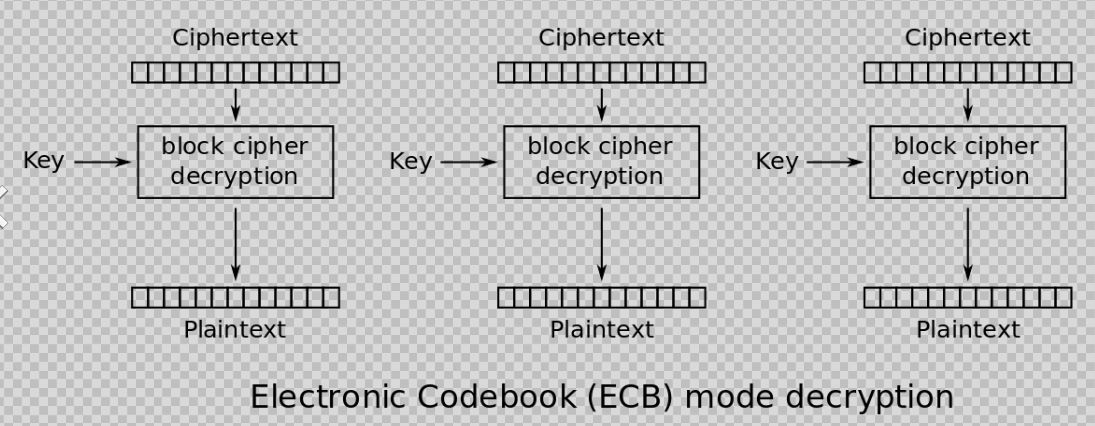 Ciphertext
Ciphertext
Ciphertext
Key
block cipher
decryption
Key
block cipher
decryption
Key
block cipher
decryption
Plaintext
Plaintext
Plaintext
Electronic Codebook (ECB) mode decryption